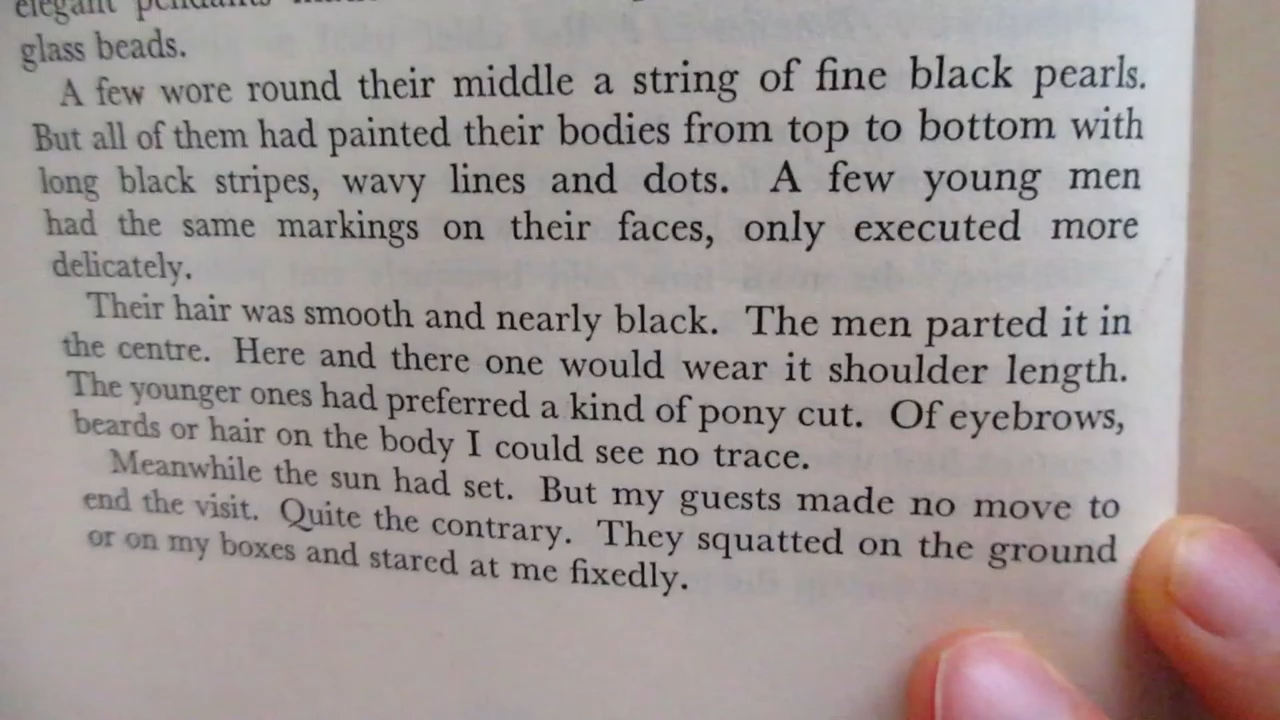 elegant pendants
glass beads.
A few wore round their middle a string of fine black pearls.
But all of them had painted their bodies from top to bottom with
long black stripes, wavy lines and dots. A few young men
had the same markings on their faces, only executed more
delicately.
Their hair was smooth and nearly black. The men parted it in
the centre. Here and there one would wear it shoulder length.
The younger ones had preferred a kind of pony cut. Of eyebrows,
beards or hair on the body I could see no trace.
Meanwhile the sun had set. But my guests made no move to
end the visit. Quite the contrary. They squatted on the ground
or on my boxes and stared at me fixedly.